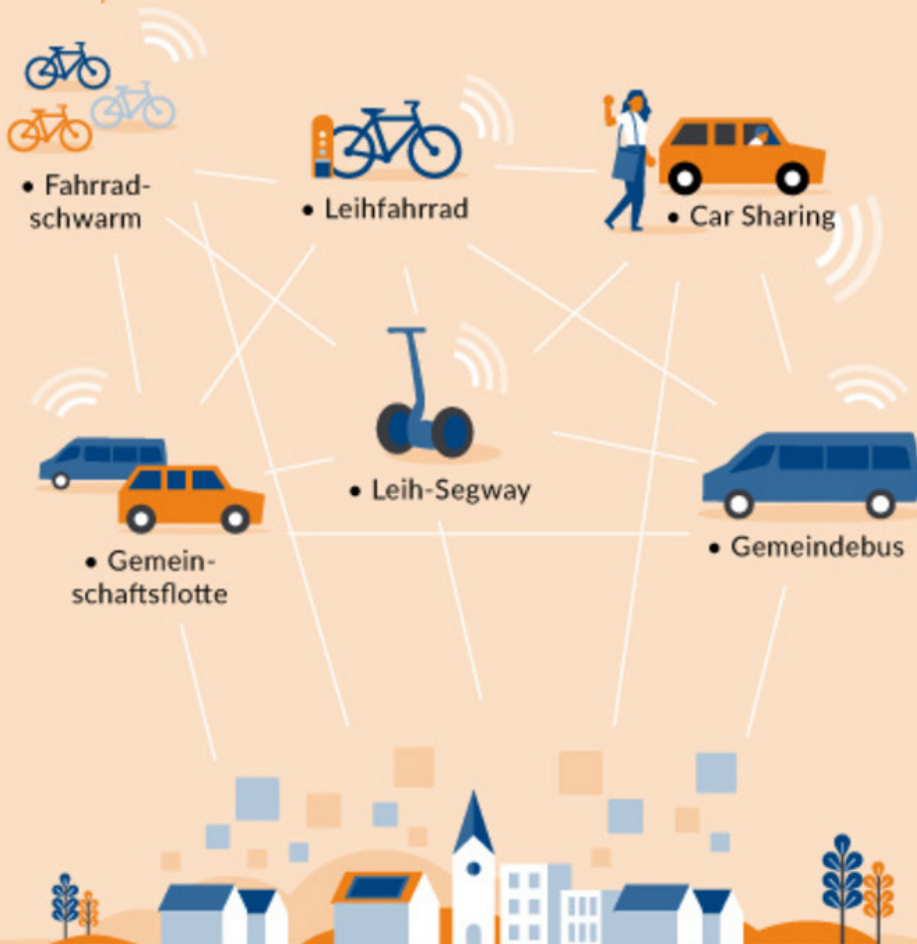 • Fahrrad-
schwarm
• Leihfahrrad
• Car Sharing
• Leih-Segway
• Gemein-
schaftsflotte
• Gemeindebus